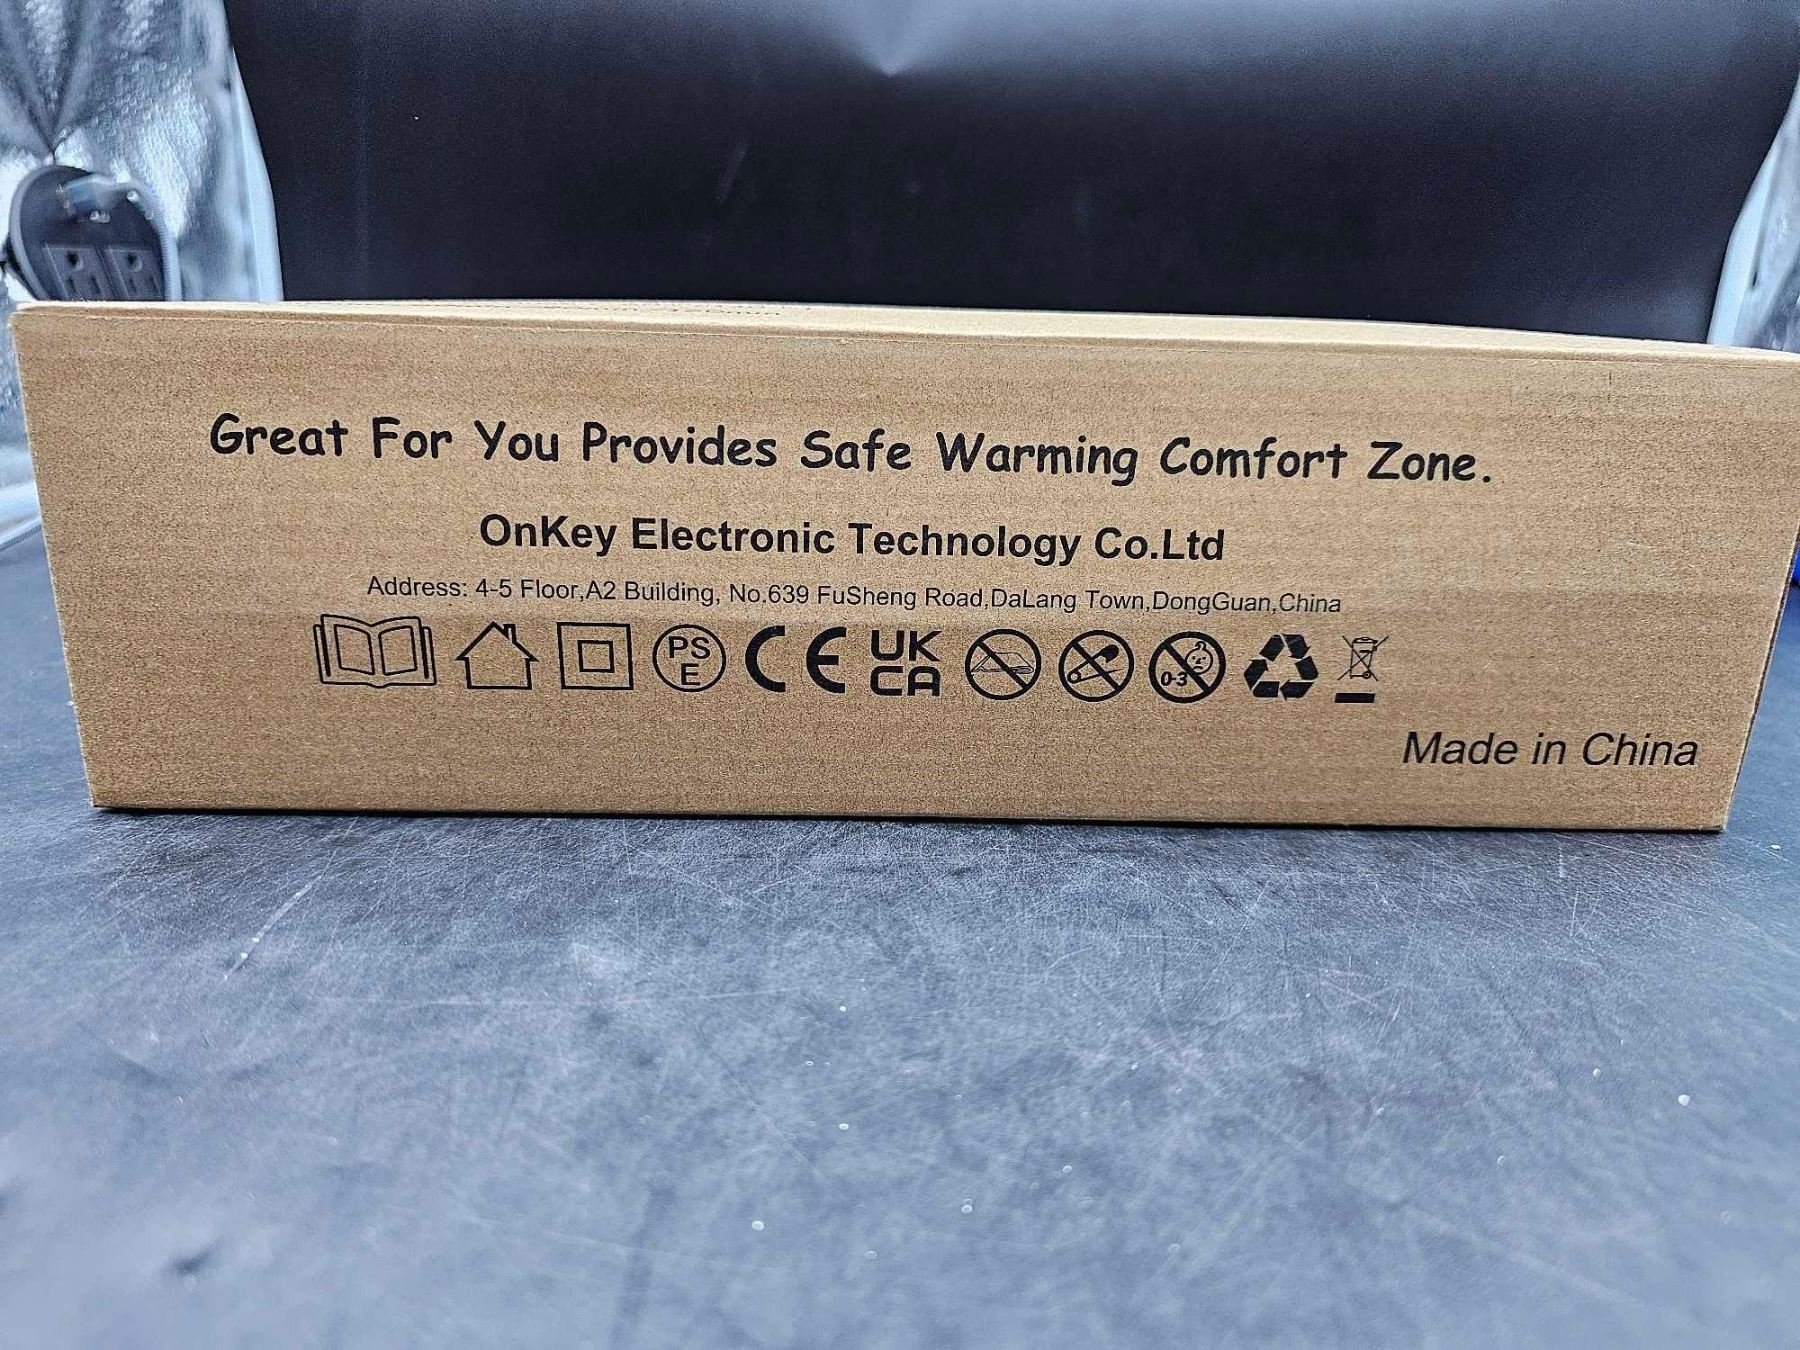 Great For You Provides Safe Warming Comfort Zone.
OnKey Electronic Technology Co.Ltd
Address: 4-5 Floor,A2 Building, No.639 FuSheng Road,DaLang Town,DongGuan,China
PS
E
CE
UK
CA
0-3
Made in China